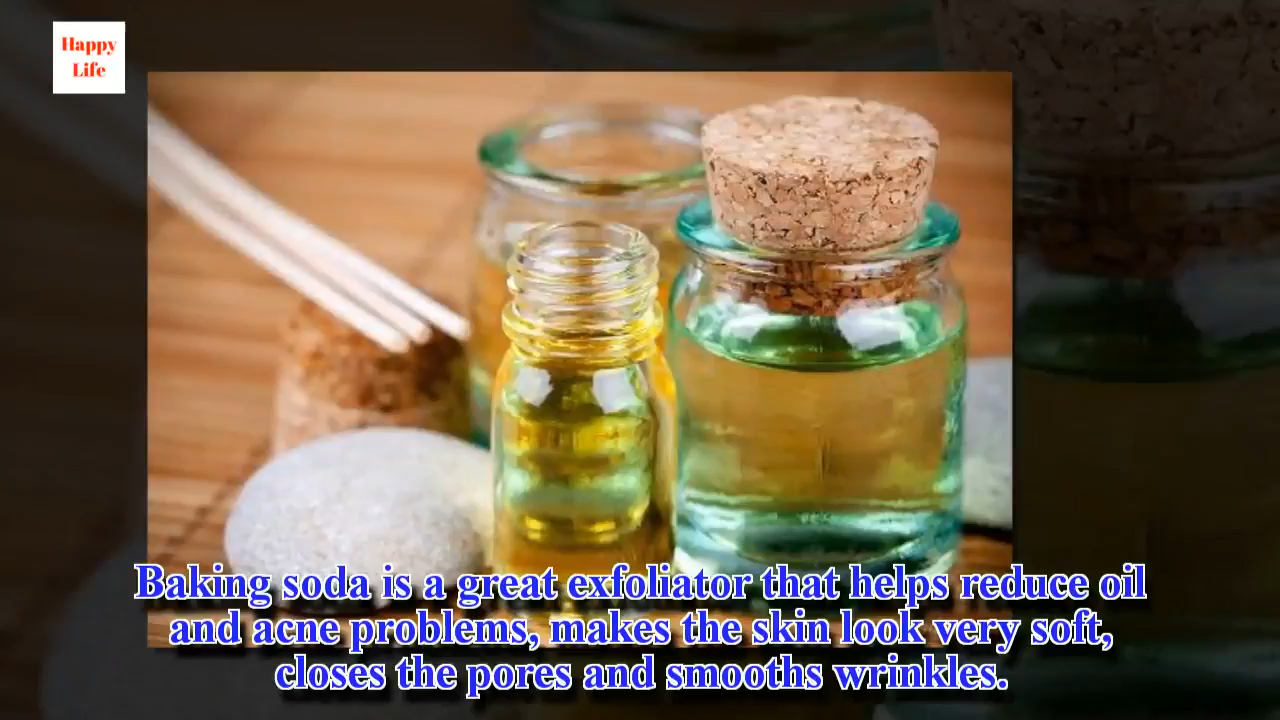 Happy
Life
Baking soda is a great exfoliator that helps reduce oil
and acne problems, makes the skin look very soft,
closes the pores and smooths wrinkles.